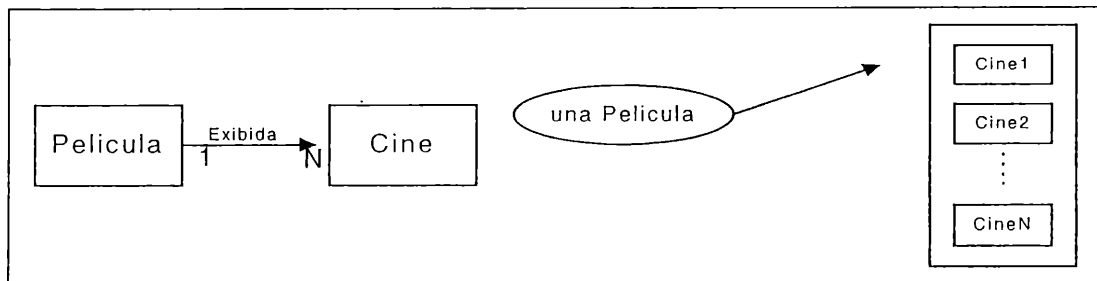 Pelicula
Exibida
1
N
Cine
una Pelicula
Cine1
Cine2
CineN